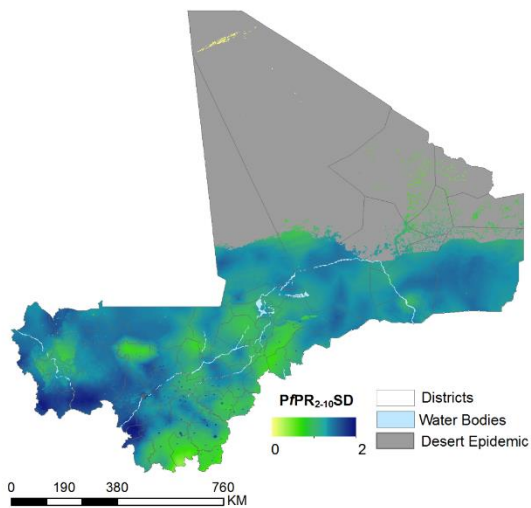 PfPR2-10SD
0 2
Districts
Water Bodies
Desert Epidemic
0 190 380 760
KM